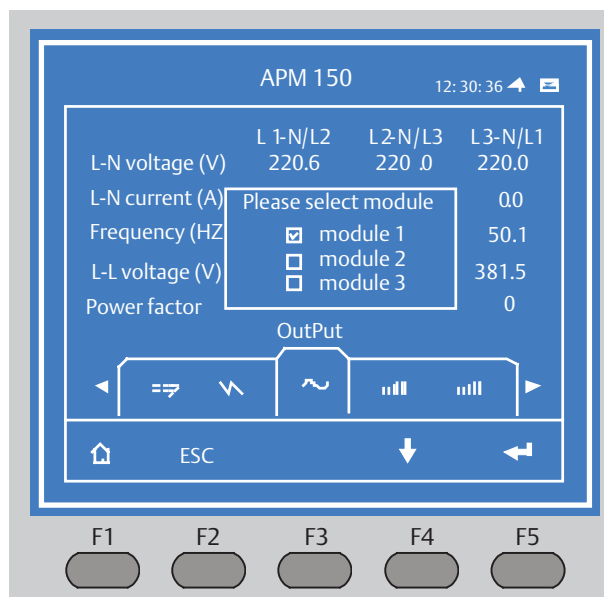 APM 150
12: 30: 36
L 1-N/L2 L2-N/L3 L3-N/L1
L-N voltage (V) 220.6 220 .0 220.0
L-N current (A) 0.0
Please select module
Frequency (HZ 50.1
module 1
module 2
module 3
L-L voltage (V) 381.5
Power factor 0
OutPut
ESC
F1 F2 F3 F4 F5